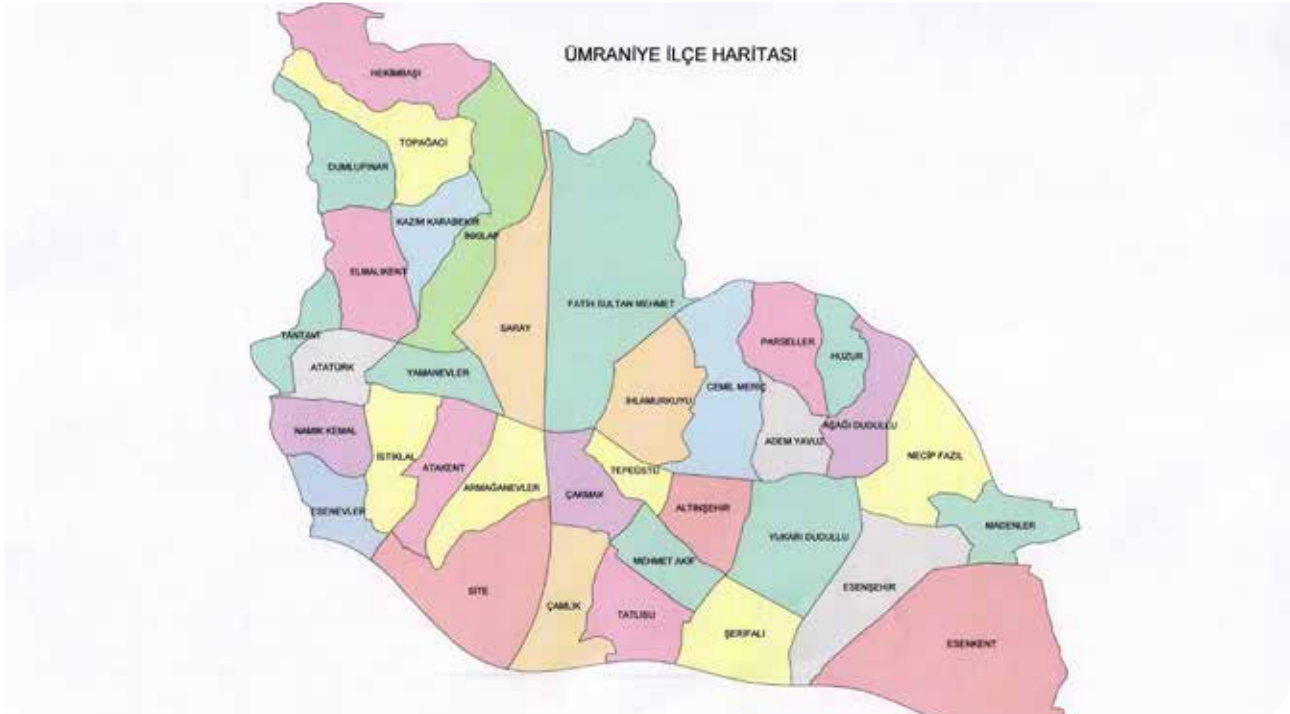 ÜMRANİYE İLÇE HARİTASI
HEKİMBAŞI
TOPAĞACI
DUMLUPINAR
KAZIM KARABEKİR
İNKILAP
ELMALIKENT
FATİH SULTAN MEHMET
SARAY
TANTAVİ
PARSELLER
HUZUR
ATATÜRK
YAMANEVLER
CEMİL MERİÇ
IHLAMURKUYU
NAMIK KEMAL
AŞAĞI DUDULLU
ADEM YAVUZ
İSTİKLAL
ATAKENT
NECİP FAZIL
TEPEÜSTÜ
ARMAĞANEVLER
ÇAKMAK
ALTINŞEHİR
ESENEVLER
MADENLER
YUKARI DUDULLU
MEHMET AKİF
ESENŞEHİR
SİTE
ÇAMLIK
TATLISU
ŞERİFALİ
ESENKENT